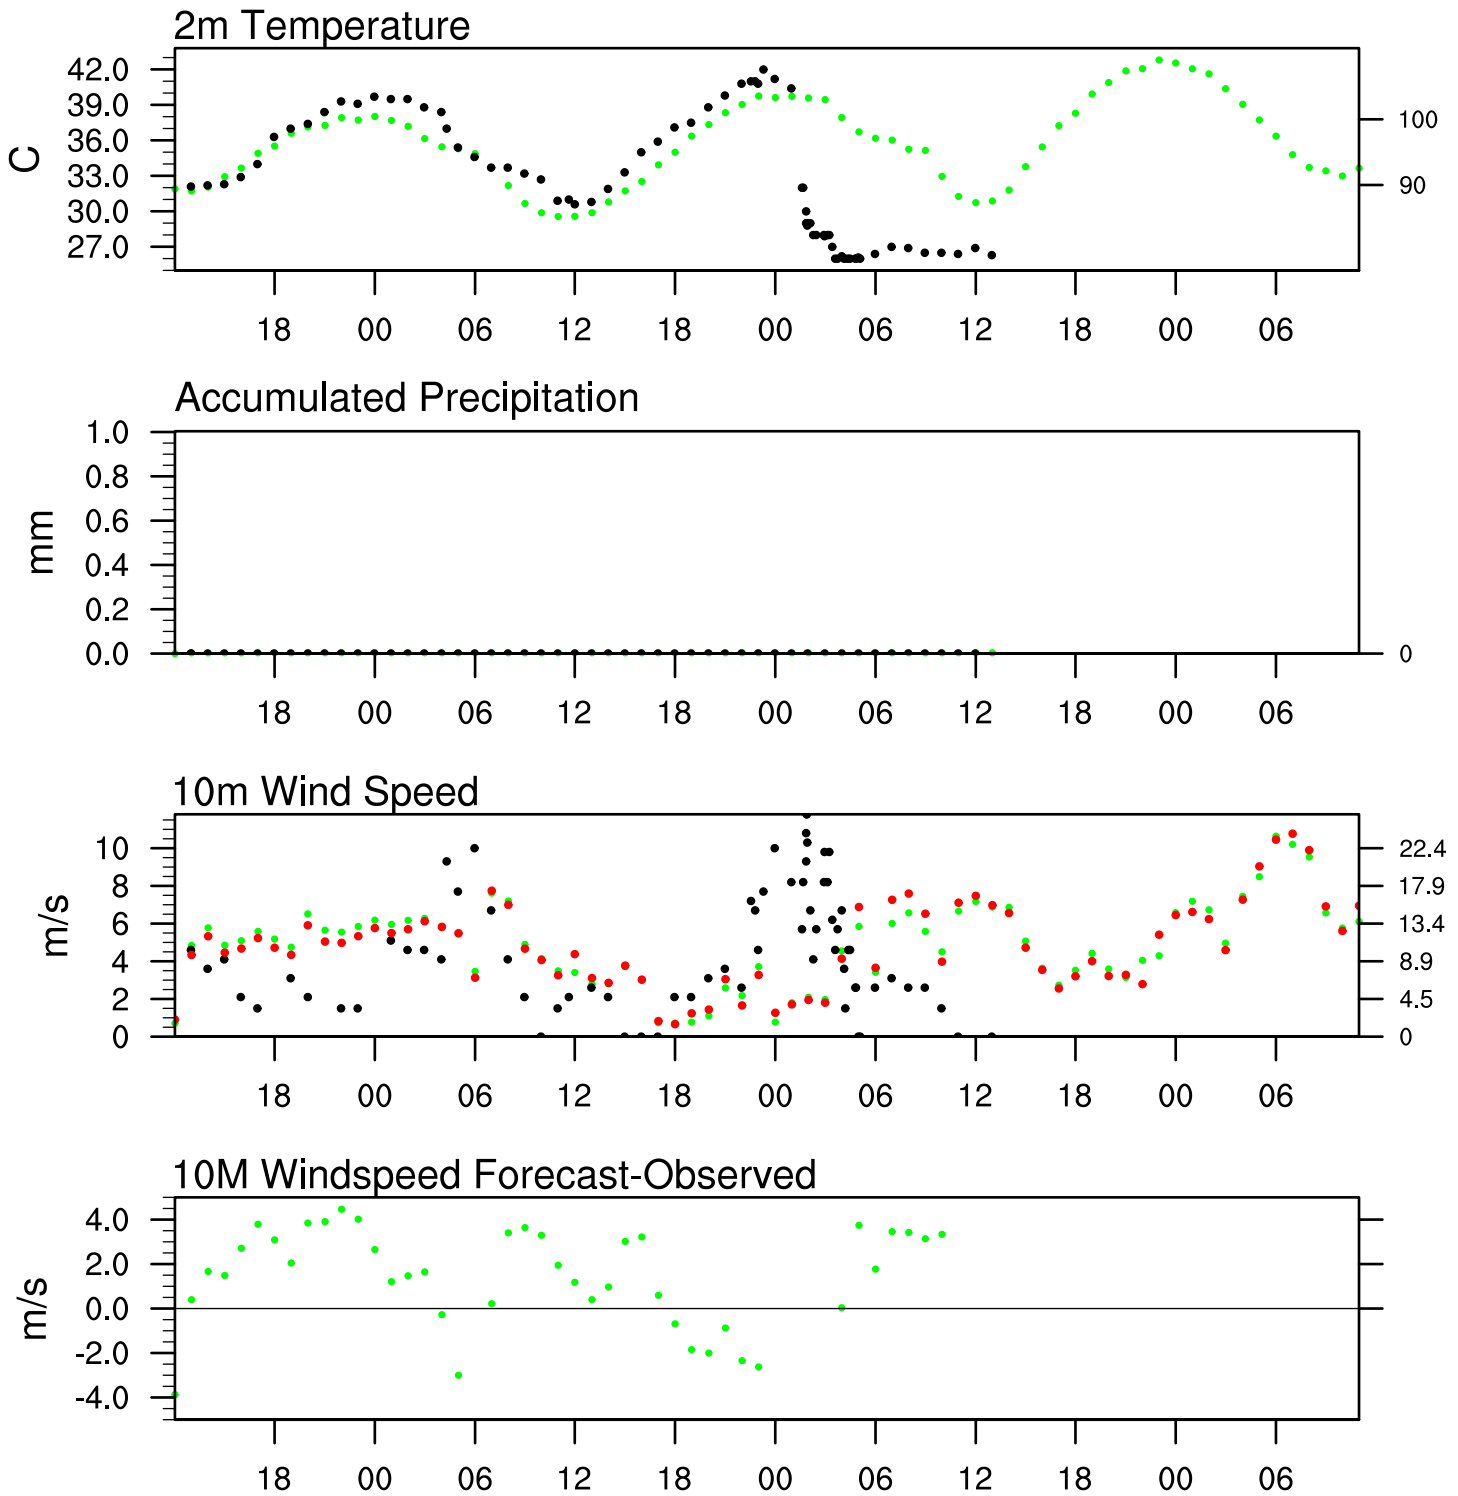 2m Temperature
42.0
39.0
36.0
33.0
30.0
27.0
C
100
90
18 00 06 12 18 00 06 12 18 00 06
Accumulated Precipitation
1.0
0.8
0.6
0.4
0.2
0.0
mm
0
18 00 06 12 18 00 06 12 18 00 06
10m Wind Speed
10
8
6
4
2
0
m/s
22.4
17.9
13.4
8.9
4.5
0
18 00 06 12 18 00 06 12 18 00 06
10M Windspeed Forecast-Observed
4.0
2.0
0.0
-2.0
-4.0
m/s
18 00 06 12 18 00 06 12 18 00 06